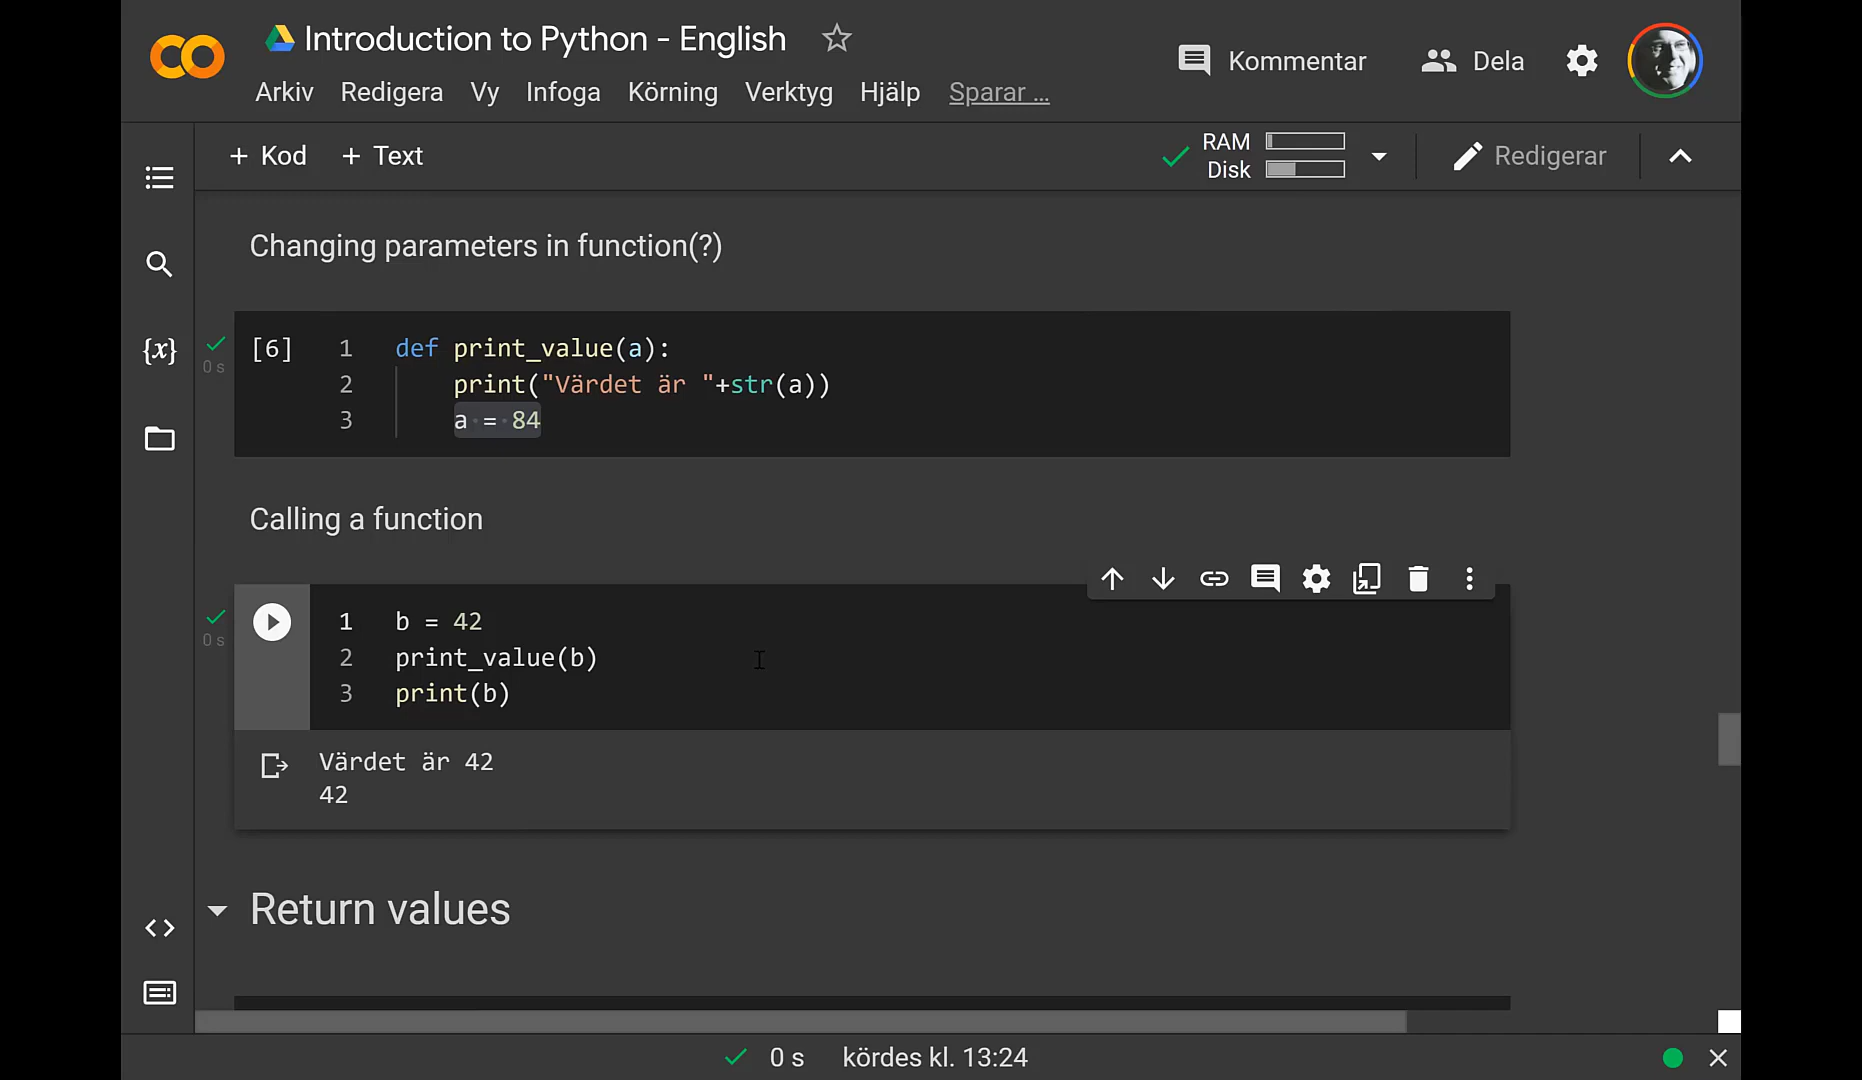 Introduction to Python - English
Arkiv Redigera Vy Infoga Körning Verktyg Hjälp Sparar ...
Kommentar Dela
+ Kod + Text
RAM
Disk
Redigerar
Changing parameters in function(?)
0 s
[6]
1 def print_value(a):
2 print("Värdet är "+str(a))
3 a = 84
Calling a function
0 s
1 b = 42
2 print_value(b)
3 print(b)
Värdet är 42
42
Return values
0 s kördes kl. 13:24